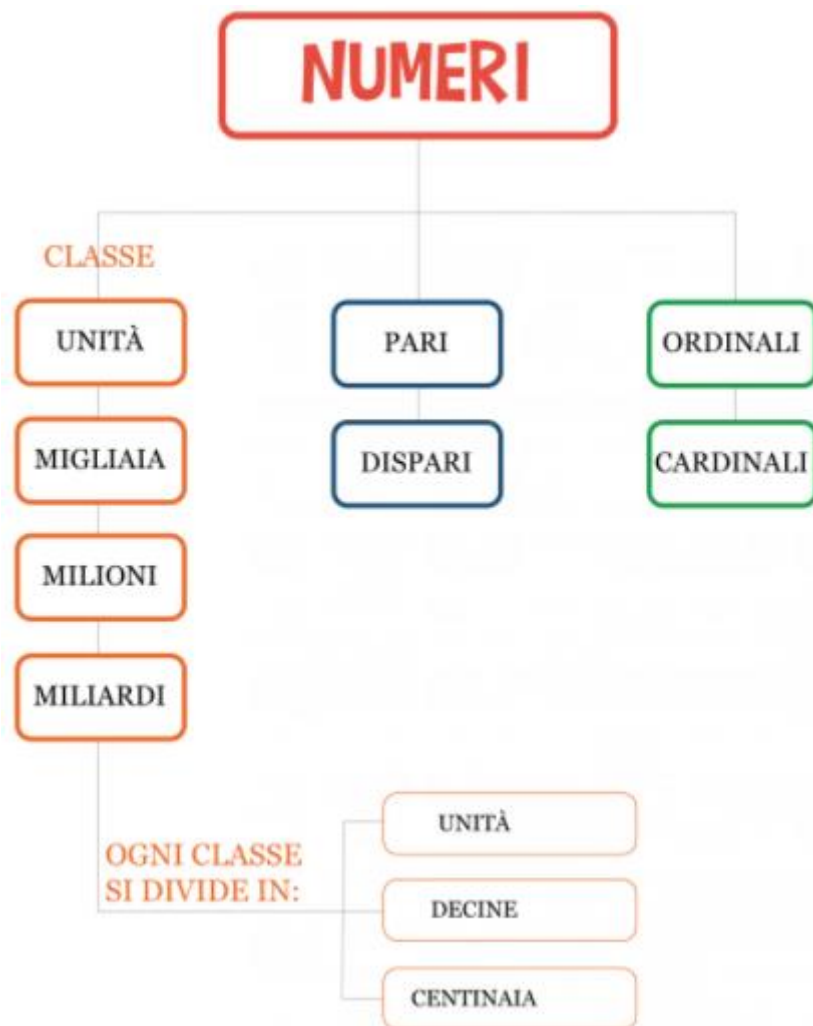 NUMERI
CLASSE
UNITÀ
MIGLIAIA
MILIONI
MILIARDI
PARI
DISPARI
ORDINALI
CARDINALI
OGNI CLASSE
SI DIVIDE IN:
UNITÀ
DECINE
CENTINAIA